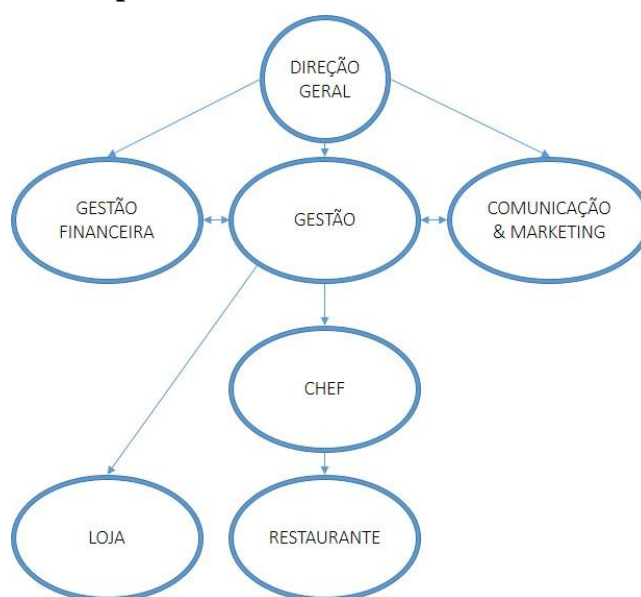 DIREÇÃO
GERAL
GESTÃO
FINANCEIRA
GESTÃO
COMUNICAÇÃO
& MARKETING
CHEF
LOJA
RESTAURANTE